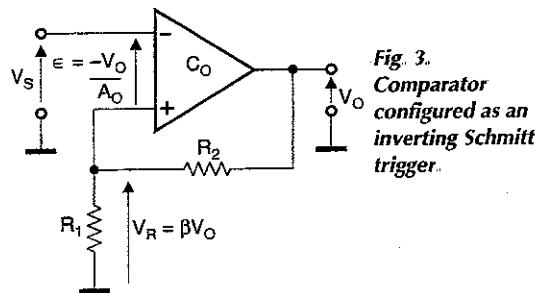 −
V_S
ϵ = −V_O / A_O
C_O
+
V_O
R_2
R_1
V_R = βV_O
Fig. 3.
Comparator
configured as an
inverting Schmitt
trigger.